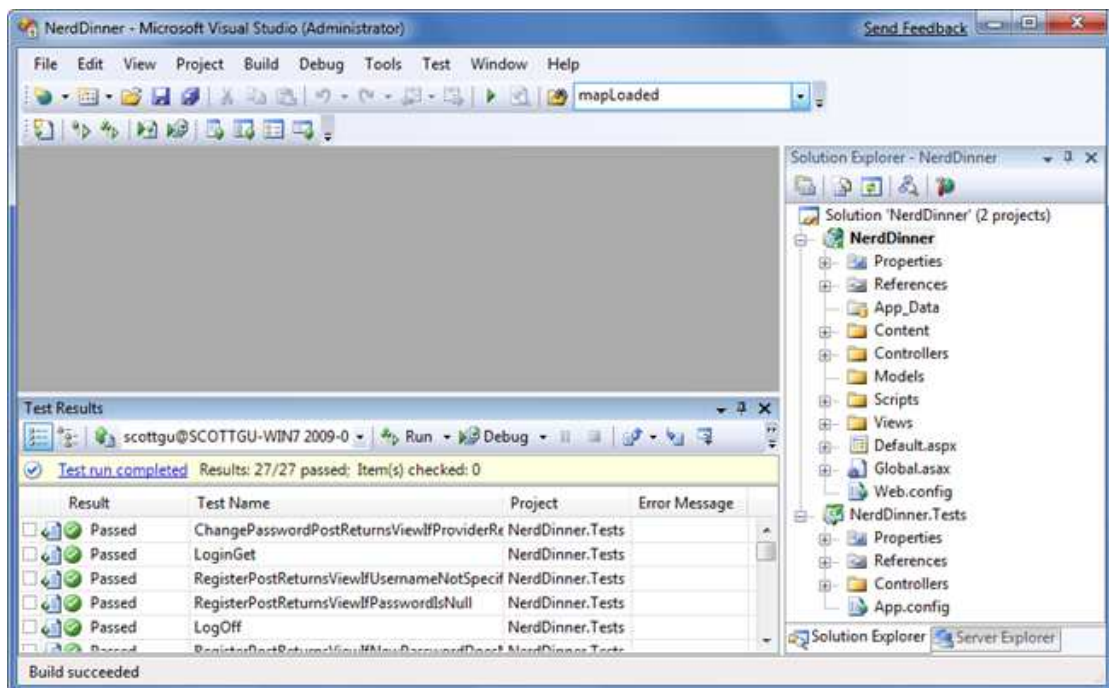 NerdDinner - Microsoft Visual Studio (Administrator)
Send Feedback
File Edit View Project Build Debug Tools Test Window Help
mapLoaded
Solution Explorer - NerdDinner
Solution 'NerdDinner' (2 projects)
NerdDinner
Properties
References
App_Data
Content
Controllers
Models
Scripts
Views
Default.aspx
Global.asax
Web.config
NerdDinner.Tests
Properties
References
Controllers
App.config
Solution Explorer Server Explorer
Test Results
scottgu@SCOTTGU-WIN7 2009-0 Run Debug
Test run completed Results: 27/27 passed; Item(s) checked: 0
Result Test Name Project Error Message
Passed ChangePasswordPostReturnsViewIfProviderRe NerdDinner.Tests
Passed LoginGet NerdDinner.Tests
Passed RegisterPostReturnsViewIfUsernameNotSpecif NerdDinner.Tests
Passed RegisterPostReturnsViewIfPasswordIsNull NerdDinner.Tests
Passed LogOff NerdDinner.Tests
Passed NerdDinner.Tests
Build succeeded